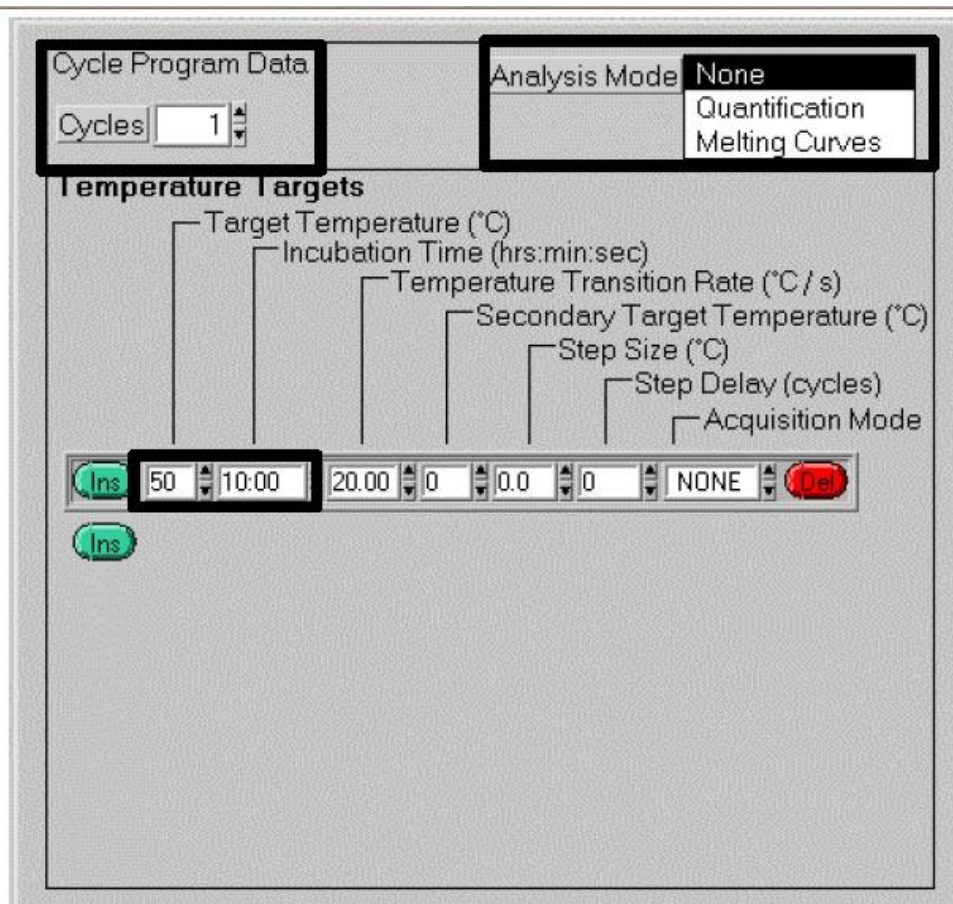 Cycle Program Data
Cycles 1
Analysis Mode None
Quantification
Melting Curves
Temperature Targets
Target Temperature (°C)
Incubation Time (hrs:min:sec)
Temperature Transition Rate (°C / s)
Secondary Target Temperature (°C)
Step Size (°C)
Step Delay (cycles)
Acquisition Mode
Ins 50 10:00 20.00 0 0.0 0 NONE Del
Ins